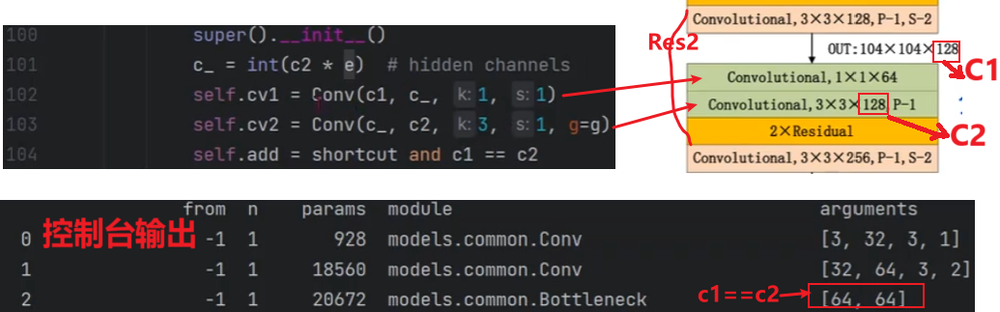 100 super().__init__()
101 c_ = int(c2 * e)  # hidden channels
102 self.cv1 = Conv(c1, c_, k: 1, s: 1)
103 self.cv2 = Conv(c_, c2, k: 3, s: 1, g=g)
104 self.add = shortcut and c1 == c2
Convolutional, 3×3×128, P-1, S-2
Res2
OUT:104×104×128
C1
Convolutional, 1×1×64
Convolutional, 3×3×128, P-1
C2
2×Residual
Convolutional, 3×3×256, P-1, S-2
from n params module arguments
控制台输出
0 -1 1 928 models.common.Conv [3, 32, 3, 1]
1 -1 1 18560 models.common.Conv [32, 64, 3, 2]
2 -1 1 20672 models.common.Bottleneck [64, 64]
c1==c2